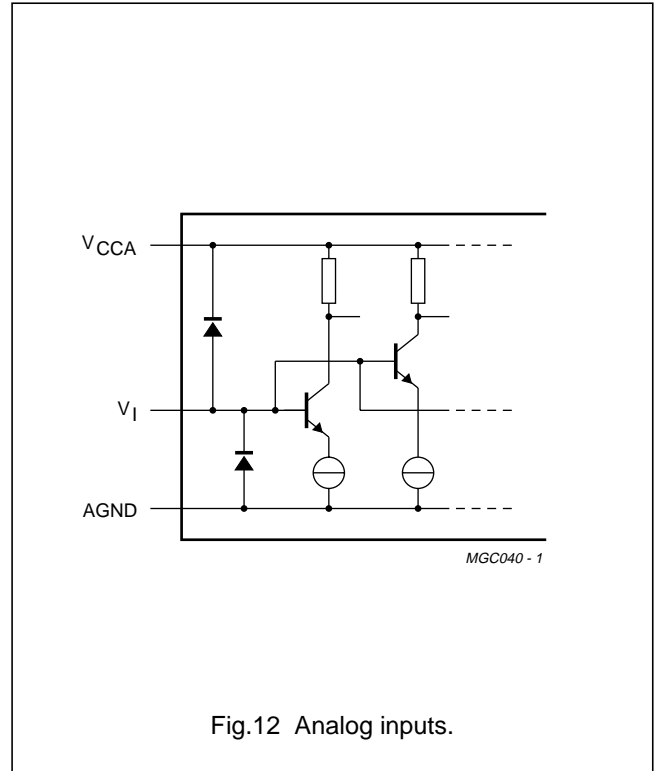 VCCA
VI
AGND
MGC040 - 1
Fig.12 Analog inputs.